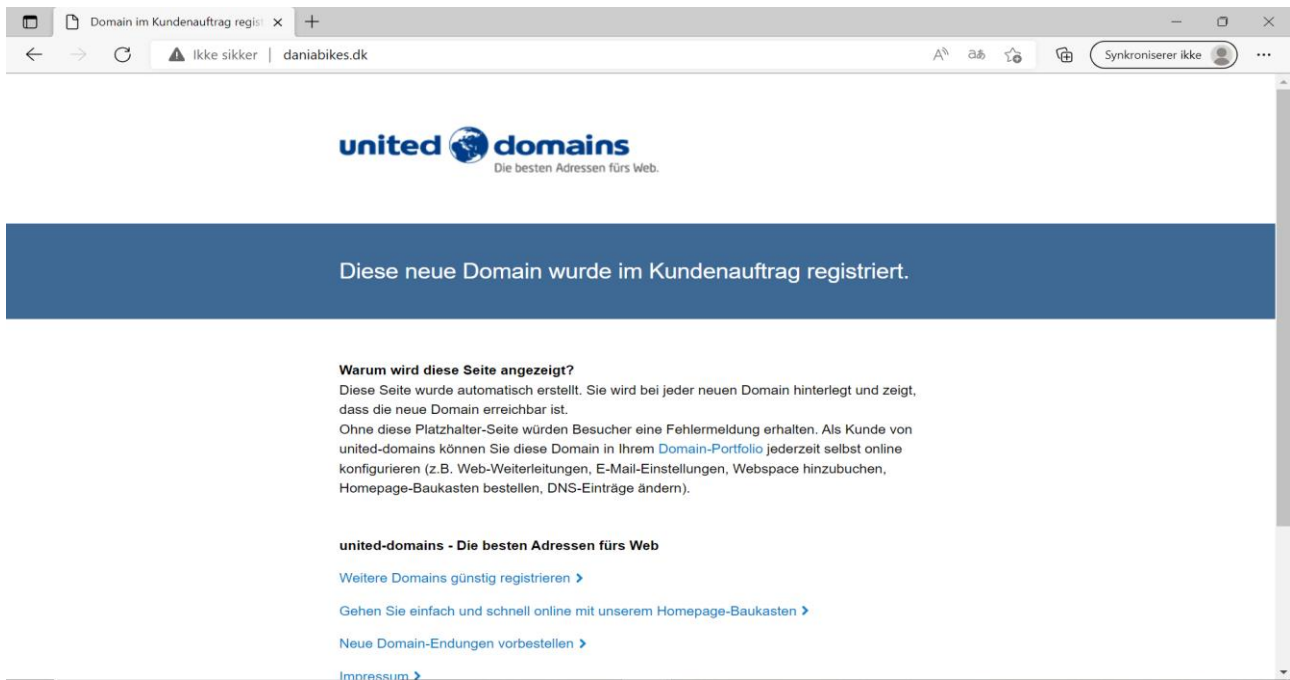 Domain im Kundenauftrag regist
Ikke sikker | daniabikes.dk
Synkroniserer ikke
united domains
Die besten Adressen fürs Web.
Diese neue Domain wurde im Kundenauftrag registriert.
Warum wird diese Seite angezeigt?
Diese Seite wurde automatisch erstellt. Sie wird bei jeder neuen Domain hinterlegt und zeigt,
dass die neue Domain erreichbar ist.
Ohne diese Platzhalter-Seite würden Besucher eine Fehlermeldung erhalten. Als Kunde von
united-domains können Sie diese Domain in Ihrem Domain-Portfolio jederzeit selbst online
konfigurieren (z.B. Web-Weiterleitungen, E-Mail-Einstellungen, Webspace hinzubuchen,
Homepage-Baukasten bestellen, DNS-Einträge ändern).
united-domains - Die besten Adressen fürs Web
Weitere Domains günstig registrieren
Gehen Sie einfach und schnell online mit unserem Homepage-Baukasten
Neue Domain-Endungen vorbestellen
Impressum